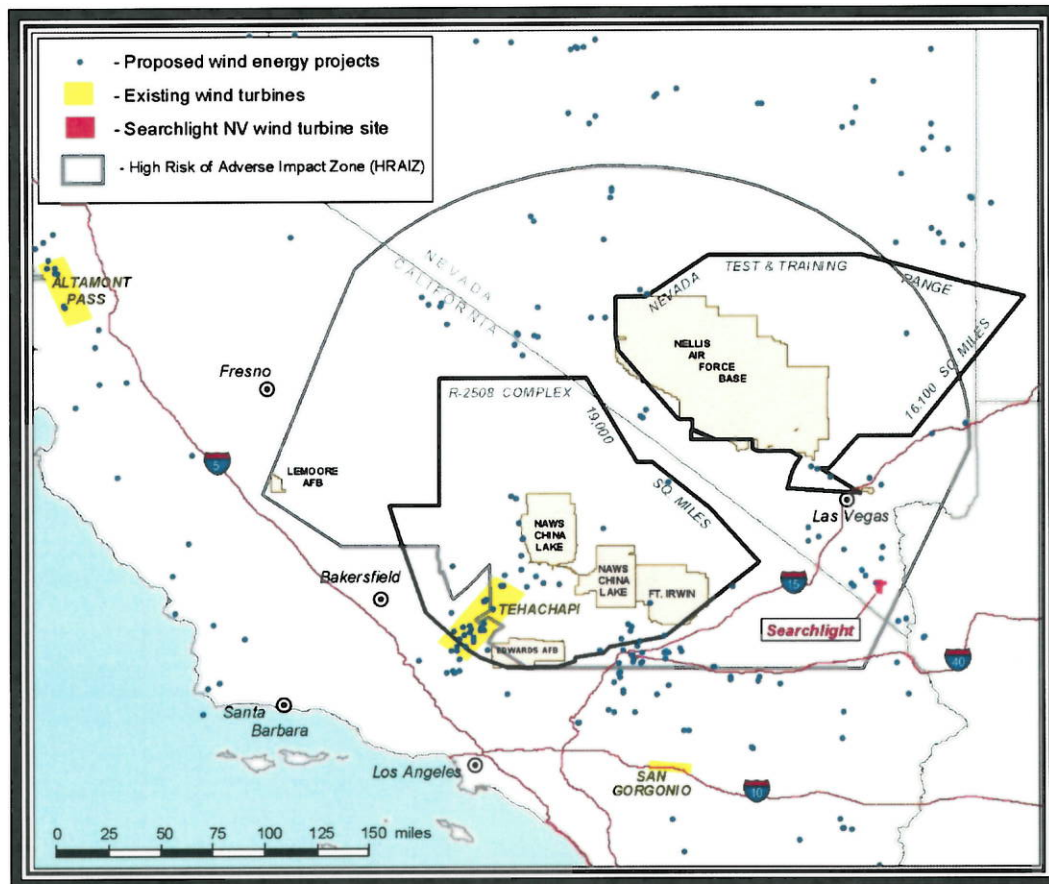 - Proposed wind energy projects
- Existing wind turbines
- Searchlight NV wind turbine site
- High Risk of Adverse Impact Zone (HRAIZ)
ALTAMONT
PASS
NEVADA
CALIFORNIA
NEVADA
TEST & TRAINING
RANGE
16,100 SQ. MILES
NELLIS
AIR
FORCE
BASE
Fresno
R-2508 COMPLEX
19,000
SQ. MILES
LEMOORE
AFB
5
NAWS
CHINA
LAKE
NAWS
CHINA
LAKE
FT. IRWIN
Las Vegas
15
Bakersfield
TEHACHAPI
EDWARDS AFB
Searchlight
40
Santa
Barbara
Los Angeles
SAN
GORGONIO
10
0 25 50 75 100 125 150 miles